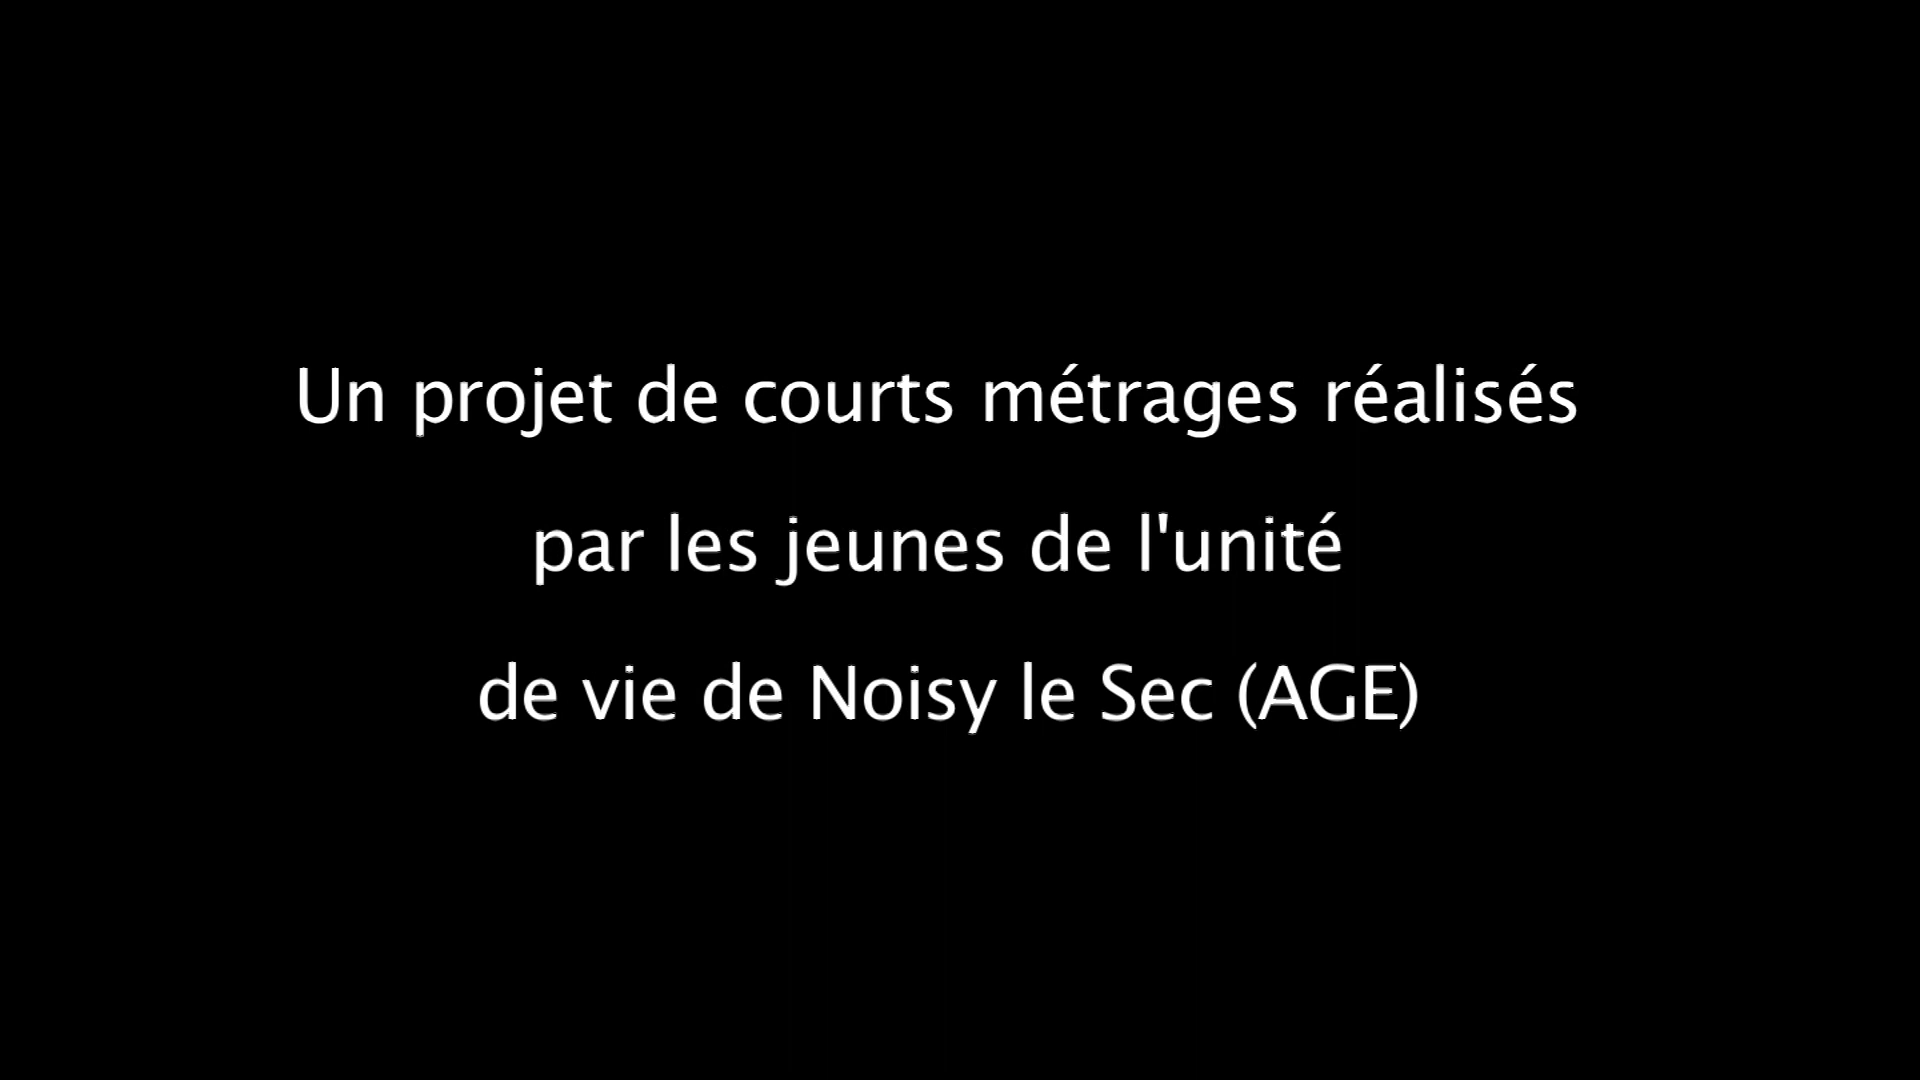 Un projet de courts métrages réalisés
par les jeunes de l'unité
de vie de Noisy le Sec (AGE)